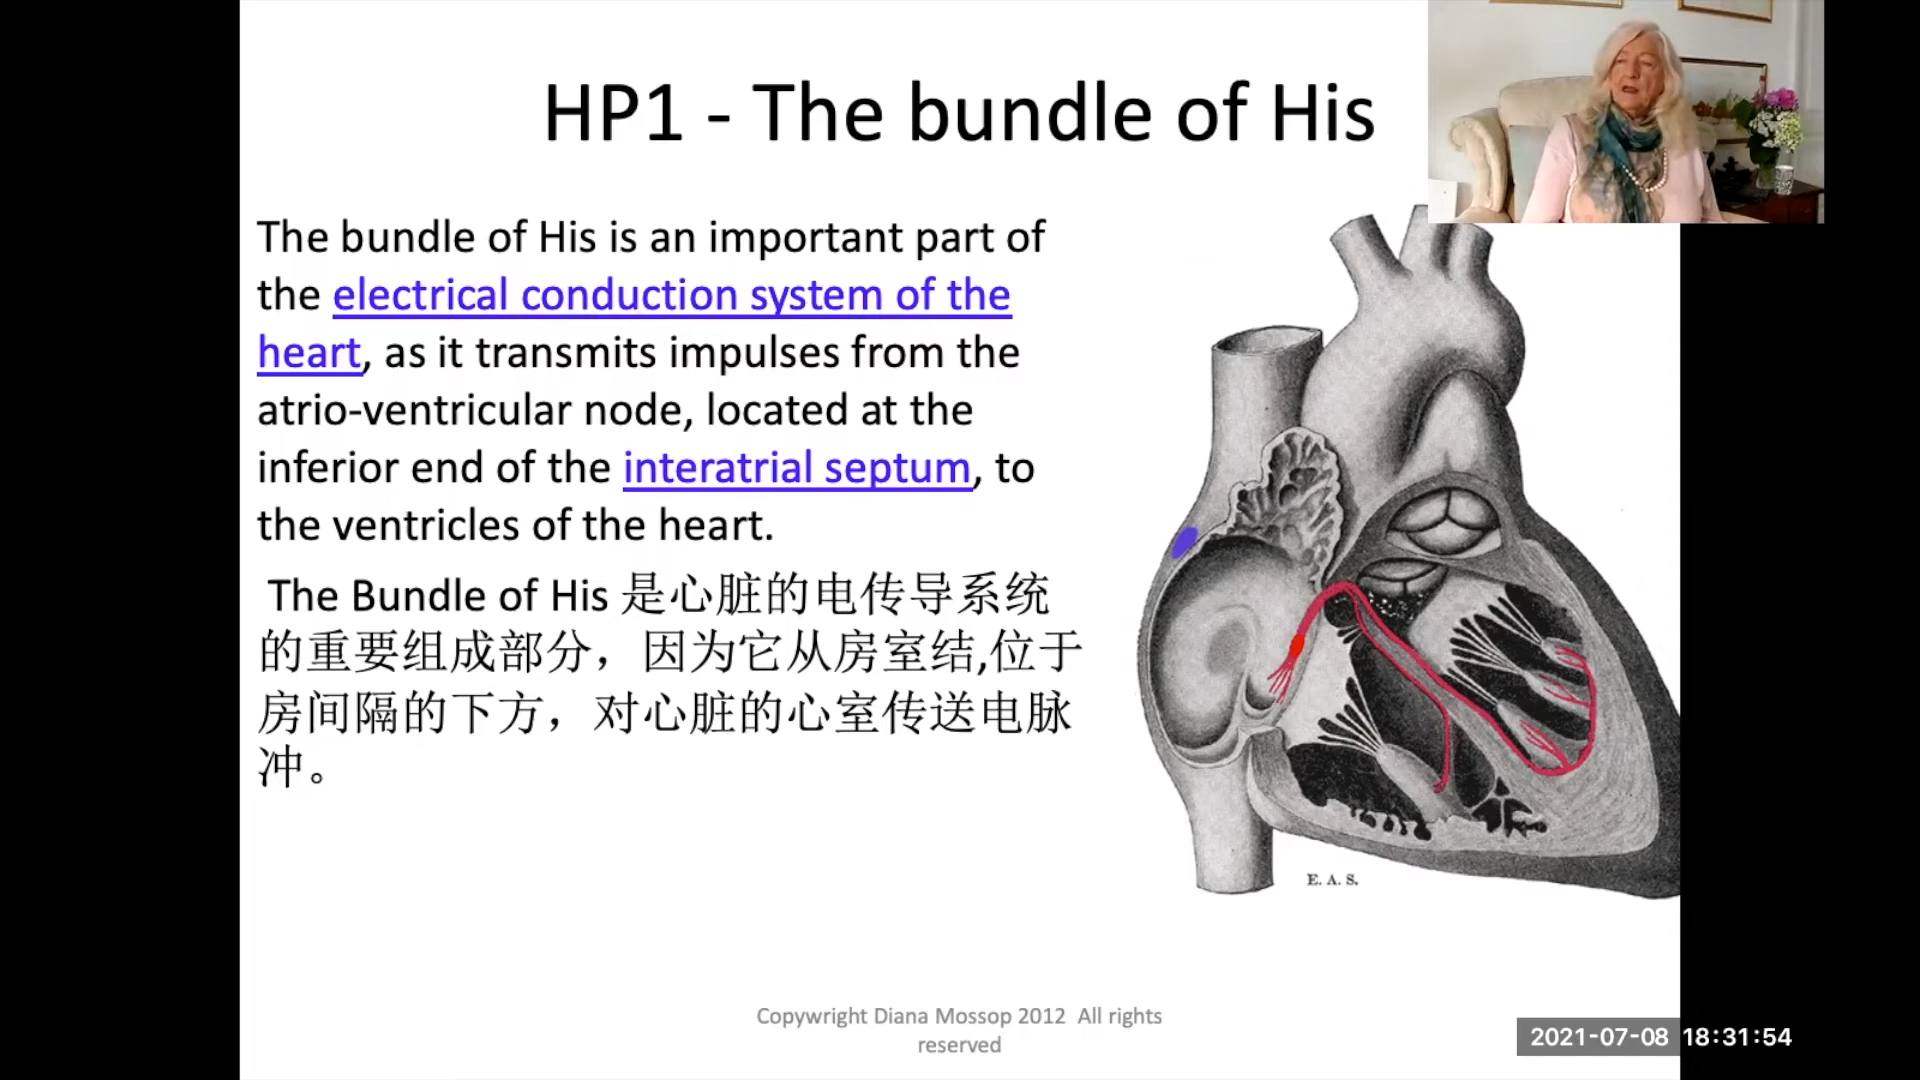 HP1 - The bundle of His
The bundle of His is an important part of
the electrical conduction system of the
heart, as it transmits impulses from the
atrio-ventricular node, located at the
inferior end of the interatrial septum, to
the ventricles of the heart.
The Bundle of His 是心脏的电传导系统
的重要组成部分，因为它从房室结,位于
房间隔的下方，对心脏的心室传送电脉
冲。
E. A. S.
Copywright Diana Mossop 2012 All rights
reserved
2021-07-08 18:31:54